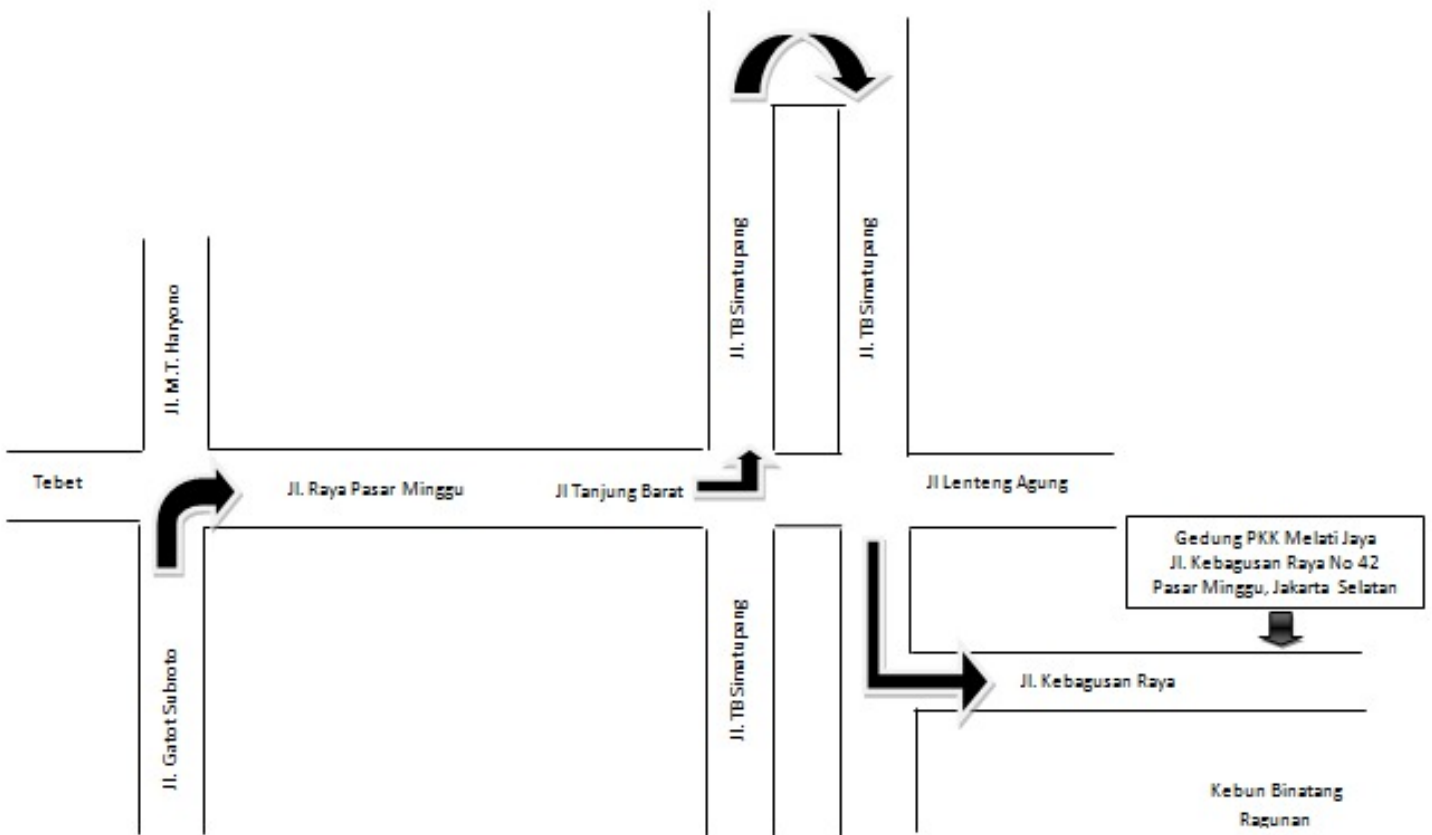 Jl. TB Simatupang
Jl. TB Simatupang
Jl. M.T. Haryono
Tebet
Jl. Raya Pasar Minggu
Jl Tanjung Barat
Jl Lenteng Agung
Gedung PKK Melati Jaya
Jl. Kebagusan Raya No 42
Pasar Minggu, Jakarta Selatan
Jl. Gatot Subroto
Jl. TB Simatupang
Jl. Kebagusan Raya
Kebun Binatang
Ragunan